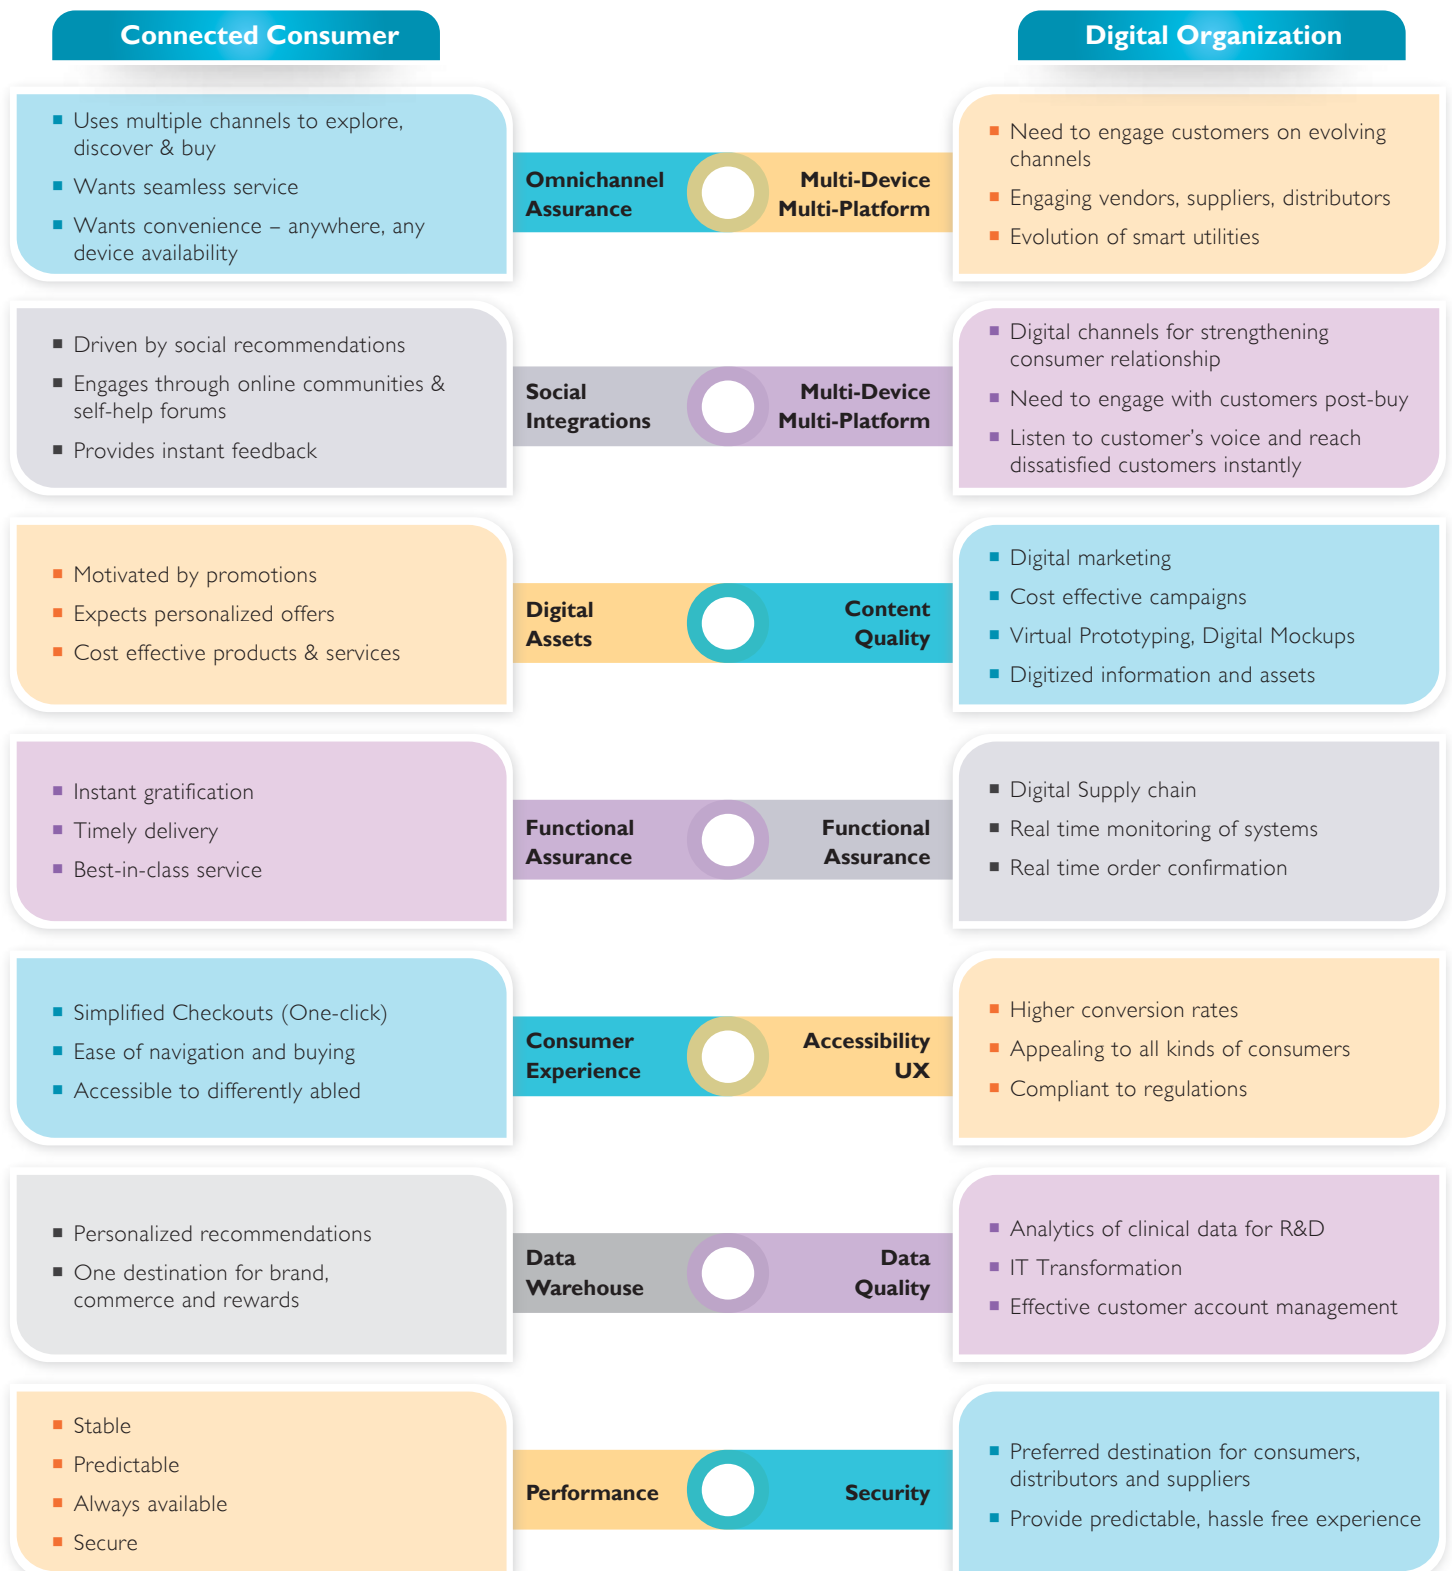 Connected Consumer
Digital Organization
Uses multiple channels to explore,
discover & buy
Wants seamless service
Wants convenience – anywhere, any
device availability
Omnichannel
Assurance
Multi-Device
Multi-Platform
Need to engage customers on evolving
channels
Engaging vendors, suppliers, distributors
Evolution of smart utilities
Driven by social recommendations
Engages through online communities &
self-help forums
Provides instant feedback
Social
Integrations
Multi-Device
Multi-Platform
Digital channels for strengthening
consumer relationship
Need to engage with customers post-buy
Listen to customer’s voice and reach
dissatisfied customers instantly
Motivated by promotions
Expects personalized offers
Cost effective products & services
Digital
Assets
Content
Quality
Digital marketing
Cost effective campaigns
Virtual Prototyping, Digital Mockups
Digitized information and assets
Instant gratification
Timely delivery
Best-in-class service
Functional
Assurance
Functional
Assurance
Digital Supply chain
Real time monitoring of systems
Real time order confirmation
Simplified Checkouts (One-click)
Ease of navigation and buying
Accessible to differently abled
Consumer
Experience
Accessibility
UX
Higher conversion rates
Appealing to all kinds of consumers
Compliant to regulations
Personalized recommendations
One destination for brand,
commerce and rewards
Data
Warehouse
Data
Quality
Analytics of clinical data for R&D
IT Transformation
Effective customer account management
Stable
Predictable
Always available
Secure
Performance
Security
Preferred destination for consumers,
distributors and suppliers
Provide predictable, hassle free experience